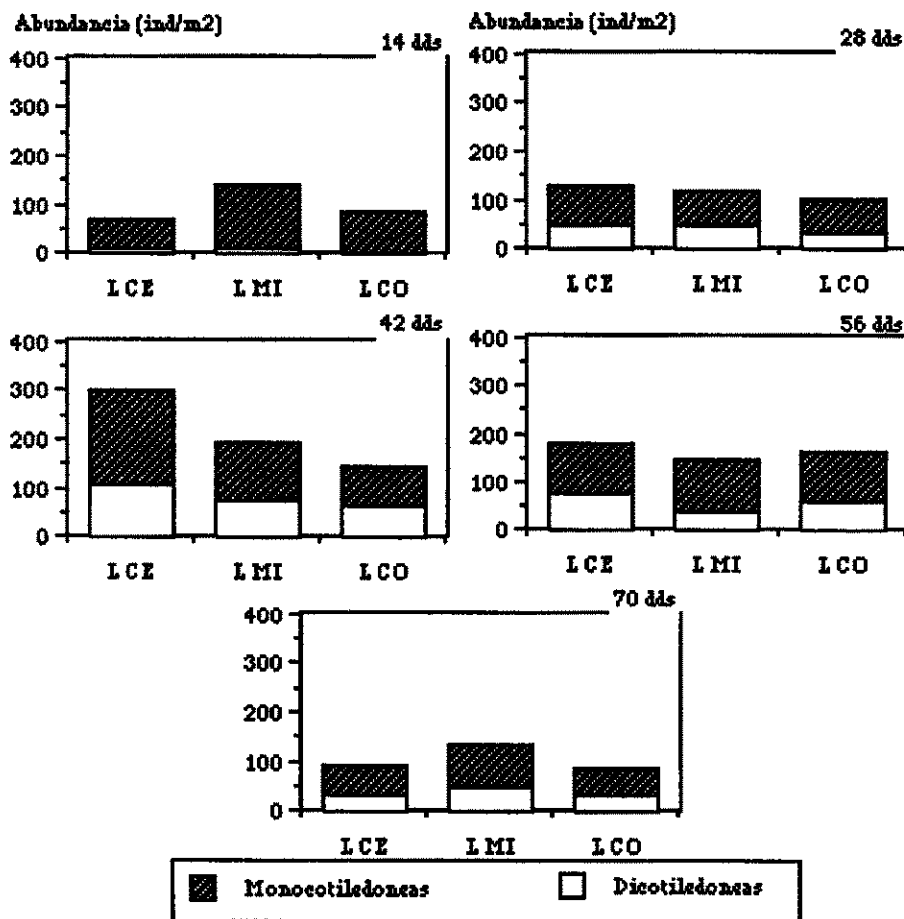 Abundancia (ind/m2)
14 dds
400
300
200
100
0
LCE LMI LCO
Abundancia (ind/m2)
28 dds
400
300
200
100
0
LCE LMI LCO
42 dds
400
300
200
100
0
LCE LMI LCO
56 dds
400
300
200
100
0
LCE LMI LCO
70 dds
400
300
200
100
0
LCE LMI LCO
Monocotiledoneas Dicotiledoneas